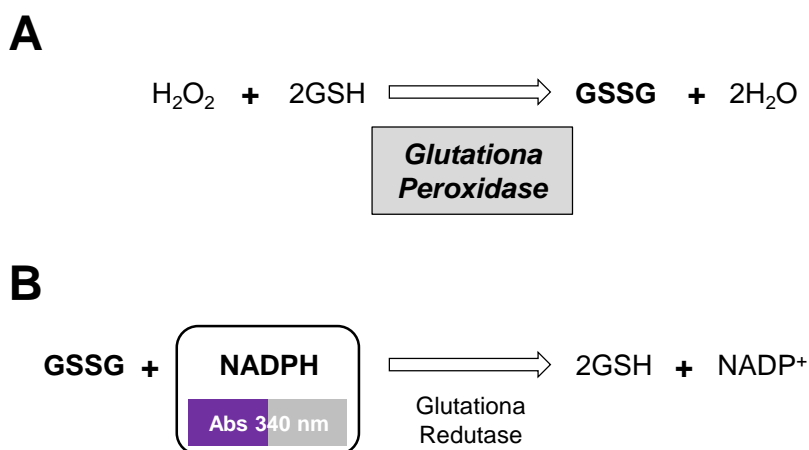 A
H₂O₂ + 2GSH GSSG + 2H₂O
Glutationa
Peroxidase
B
GSSG + NADPH 2GSH + NADP⁺
Abs 340 nm
Glutationa
Redutase